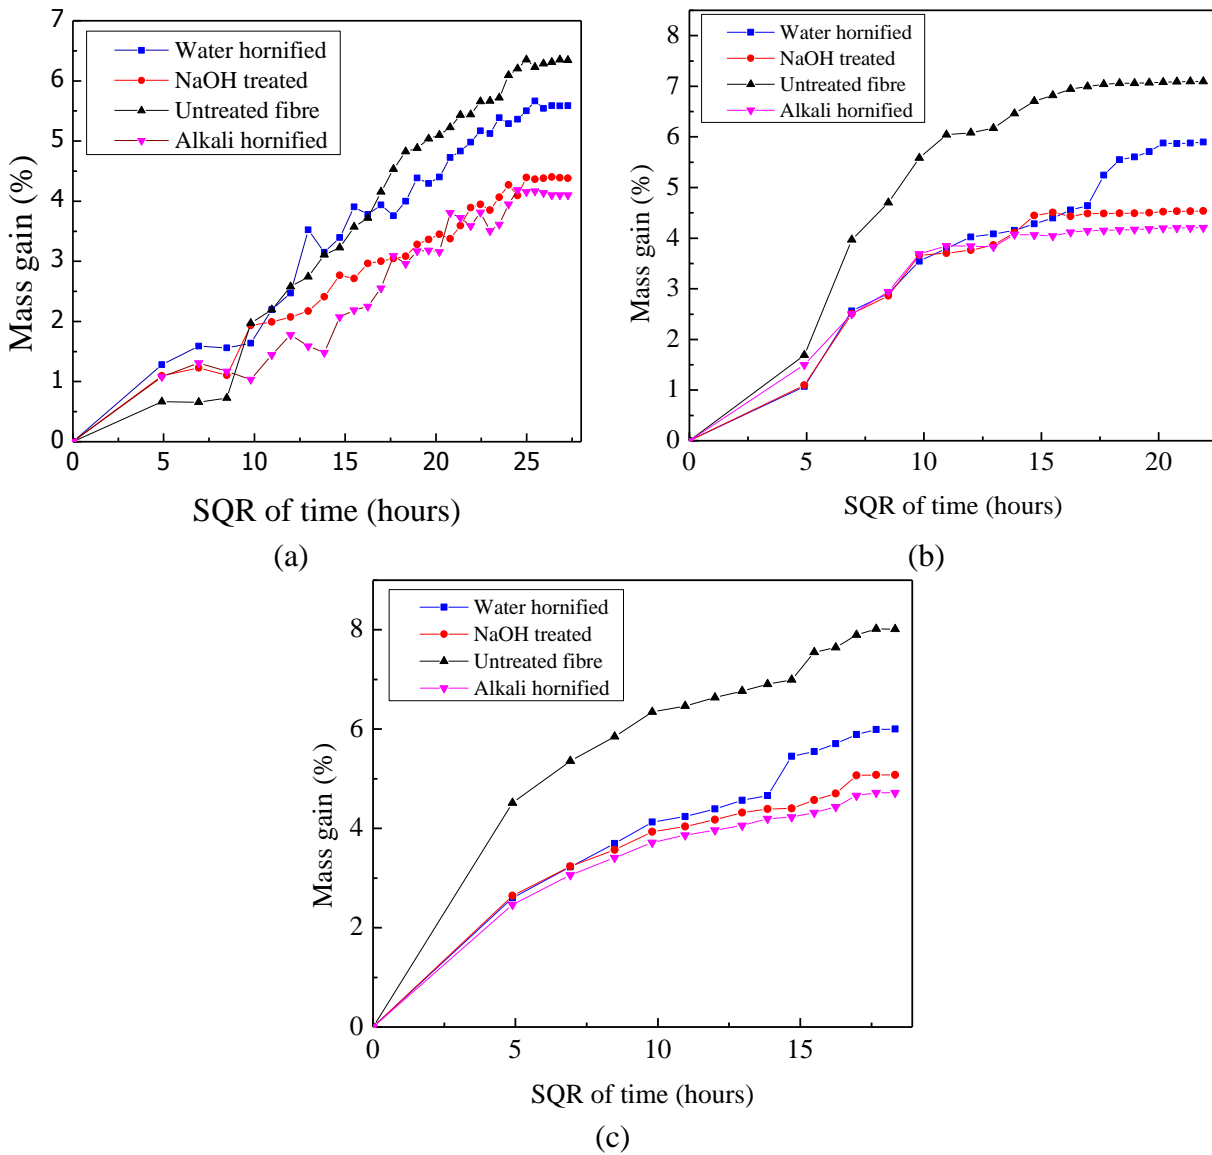 7
6
5
4
3
2
1
0
Mass gain (%)
Water hornified
NaOH treated
Untreated fibre
Alkali hornified
0 5 10 15 20 25
SQR of time (hours)
(a)
8
7
6
5
4
3
2
1
0
Mass gain (%)
Water hornified
NaOH treated
Untreated fibre
Alkali hornified
0 5 10 15 20
SQR of time (hours)
(b)
8
6
4
2
0
Mass gain (%)
Water hornified
NaOH treated
Untreated fibre
Alkali hornified
0 5 10 15
SQR of time (hours)
(c)